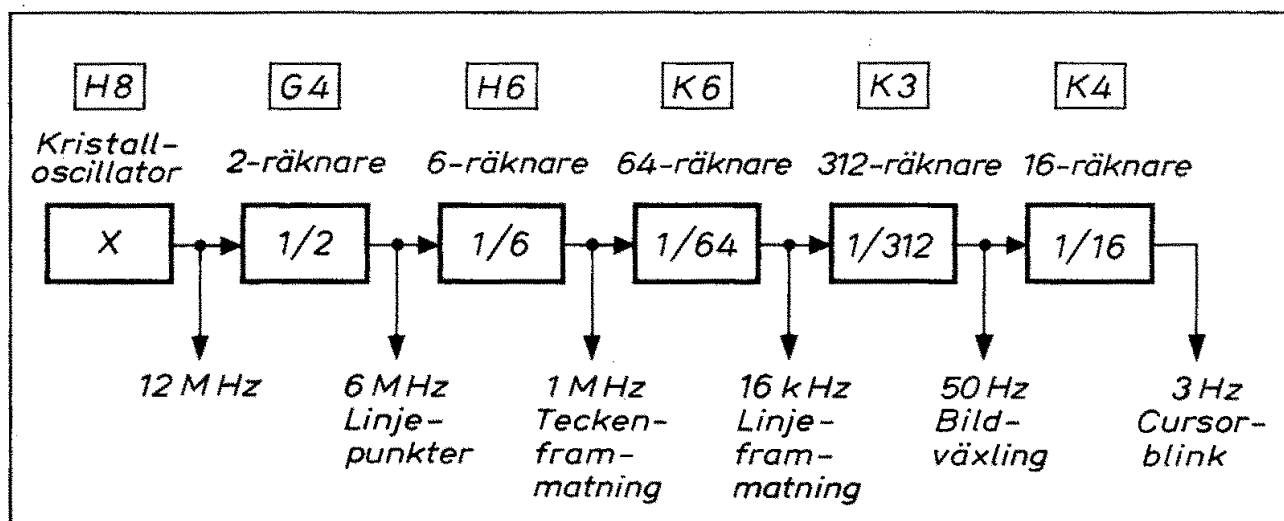 H8 G4 H6 K6 K3 K4
Kristall-
oscillator 2-räknare 6-räknare 64-räknare 312-räknare 16-räknare
X 1/2 1/6 1/64 1/312 1/16
12 MHz 6 MHz 1 MHz 16 kHz 50 Hz 3 Hz
Linje- Tecken- Linje- Bild- Cursor-
punkter fram- fram- växling blink
matning matning